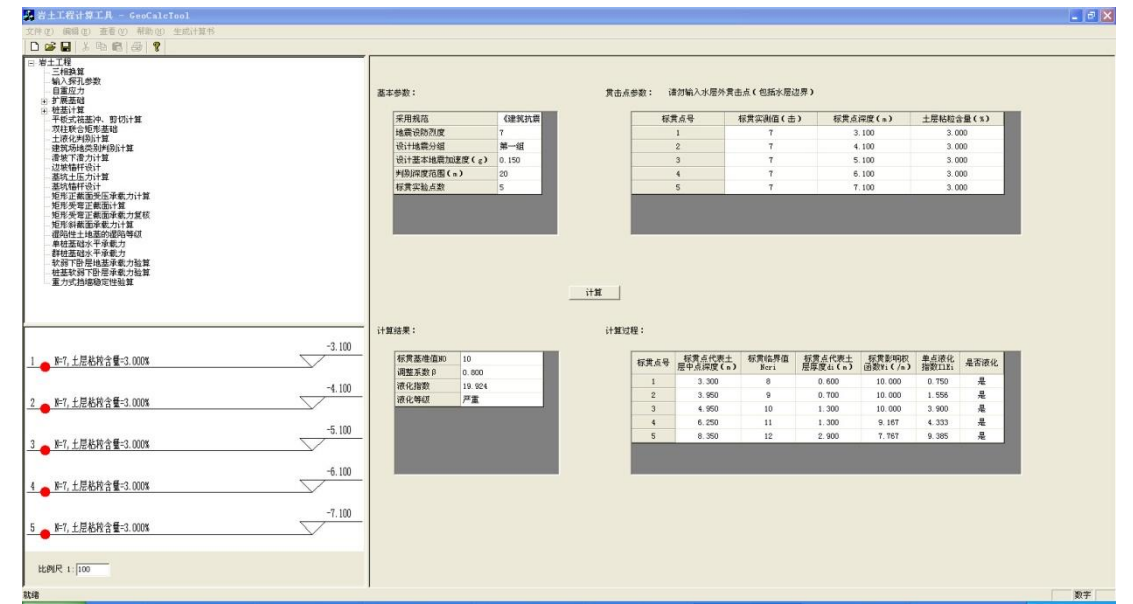 岩土工程计算工具 - GeoCalcTool
文件(F) 编辑(E) 查看(V) 帮助(H) 生成计算书
岩土工程
三相换算
输入探孔参数
自重应力
扩展基础
桩基计算
平板式筏基冲、剪切计算
双柱联合矩形基础
土液化判别计算
建筑场地类别判别计算
滑坡下滑力计算
边坡锚杆设计
基坑土压力计算
基坑锚杆设计
矩形正截面受压承载力计算
矩形受弯正截面计算
矩形受弯正截面承载力复核
矩形斜截面承载力计算
湿陷性土地基的湿陷等级
单桩基础水平承载力
群桩基础水平承载力
软弱下卧层地基承载力验算
桩基软弱下卧层承载力验算
重力式挡墙稳定性验算
-3.100
1 N=7,土层粘粒含量=3.000%
-4.100
2 N=7,土层粘粒含量=3.000%
-5.100
3 N=7,土层粘粒含量=3.000%
-6.100
4 N=7,土层粘粒含量=3.000%
-7.100
5 N=7,土层粘粒含量=3.000%
比例尺 1: 100
基本参数：
采用规范 《建筑抗震
地震设防烈度 7
设计地震分组 第一组
设计基本地震加速度(g) 0.150
判别深度范围(m) 20
标贯实验点数 5
贯击点参数： 请勿输入水层外贯击点(包括水层边界)
标贯点号 标贯实测值(击) 标贯点深度(m) 土层粘粒含量(%)
1 7 3.100 3.000
2 7 4.100 3.000
3 7 5.100 3.000
4 7 6.100 3.000
5 7 7.100 3.000
计算
计算结果：
标贯基准值N0 10
调整系数β 0.800
液化指数 19.924
液化等级 严重
计算过程：
标贯点号 标贯点代表土层中点深度(m) 标贯临界值Ncri 标贯点代表土层厚度di(m) 标贯影响权函数Wi(/m) 单点液化指数IlEi 是否液化
1 3.300 8 0.600 10.000 0.750 是
2 3.950 9 0.700 10.000 1.556 是
3 4.950 10 1.300 10.000 3.900 是
4 6.250 11 1.300 9.167 4.333 是
5 8.350 12 2.900 7.767 9.385 是
就绪
数字